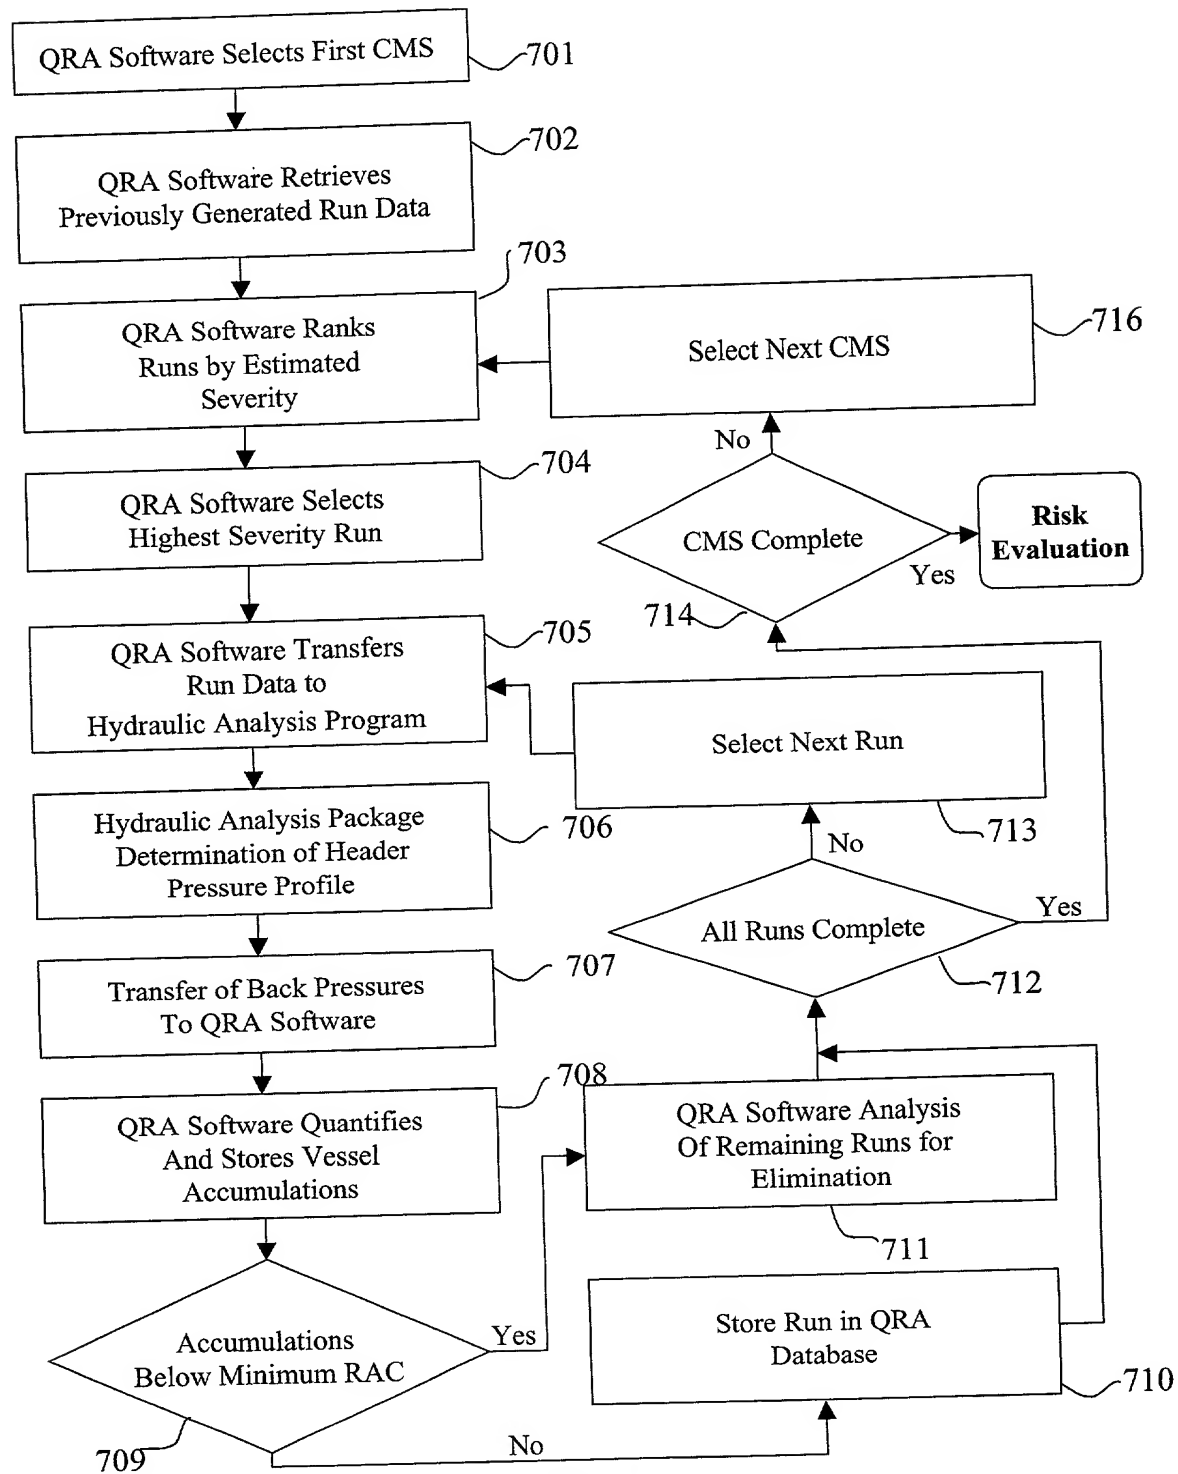 QRA Software Selects First CMS
701
QRA Software Retrieves
Previously Generated Run Data
702
QRA Software Ranks
Runs by Estimated
Severity
703
Select Next CMS
716
No
QRA Software Selects
Highest Severity Run
704
CMS Complete
714
Yes
Risk
Evaluation
QRA Software Transfers
Run Data to
Hydraulic Analysis Program
705
Select Next Run
713
No
Hydraulic Analysis Package
Determination of Header
Pressure Profile
706
All Runs Complete
Yes
712
Transfer of Back Pressures
To QRA Software
707
QRA Software Quantifies
And Stores Vessel
Accumulations
708
QRA Software Analysis
Of Remaining Runs for
Elimination
711
Accumulations
Below Minimum RAC
Yes
709
No
Store Run in QRA
Database
710